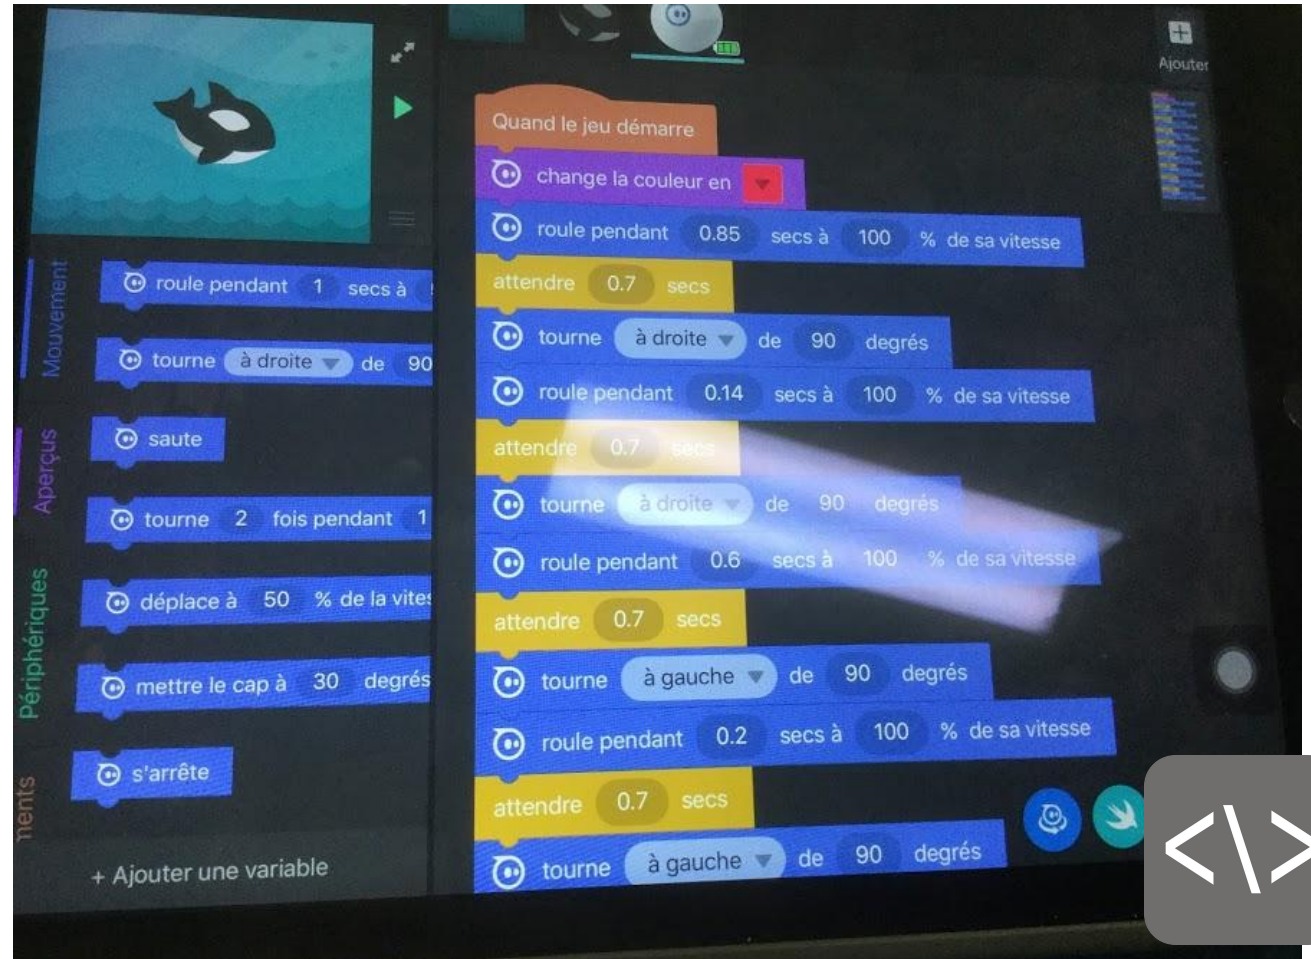 Ajouter
Quand le jeu démarre
change la couleur en
roule pendant 0.85 secs à 100 % de sa vitesse
attendre 0.7 secs
tourne à droite de 90 degrés
roule pendant 0.14 secs à 100 % de sa vitesse
attendre 0.7 secs
tourne à droite de 90 degrés
roule pendant 0.6 secs à 100 % de sa vitesse
attendre 0.7 secs
tourne à gauche de 90 degrés
roule pendant 0.2 secs à 100 % de sa vitesse
attendre 0.7 secs
tourne à gauche de 90 degrés
Mouvement
Aperçus
Périphériques
nents
roule pendant 1 secs à
tourne à droite de 90
saute
tourne 2 fois pendant 1
déplace à 50 % de la vites
mettre le cap à 30 degrés
s'arrête
+ Ajouter une variable
<\>